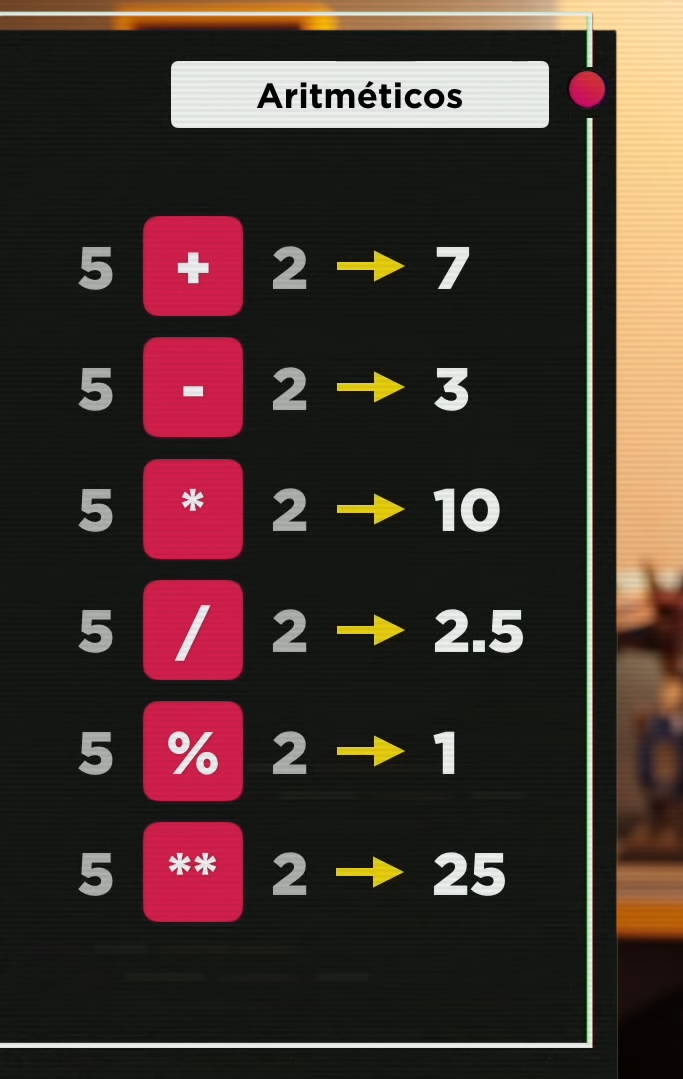 Aritméticos
5 + 2 → 7
5 - 2 → 3
5 * 2 → 10
5 / 2 → 2.5
5 % 2 → 1
5 ** 2 → 25